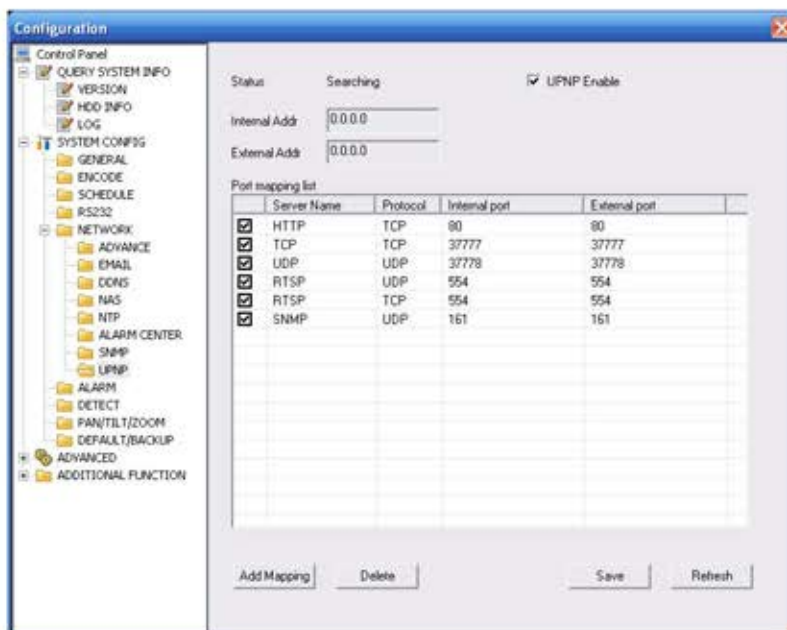 Configuration
Control Panel
QUERY SYSTEM INFO
VERSION
HDD INFO
LOG
SYSTEM CONFIG
GENERAL
ENCODE
SCHEDULE
RS232
NETWORK
ADVANCE
EMAIL
DDNS
NAS
NTP
ALARM CENTER
SNMP
UPNP
ALARM
DETECT
PAN/TILT/ZOOM
DEFAULT/BACKUP
ADVANCED
ADDITIONAL FUNCTION
Status Searching UPNP Enable
Internal Addr 0.0.0.0
External Addr 0.0.0.0
Port mapping list
Server Name Protocol Internal port External port
HTTP TCP 80 80
TCP TCP 37777 37777
UDP UDP 37778 37778
RTSP UDP 554 554
RTSP TCP 554 554
SNMP UDP 161 161
Add Mapping Delete Save Refresh